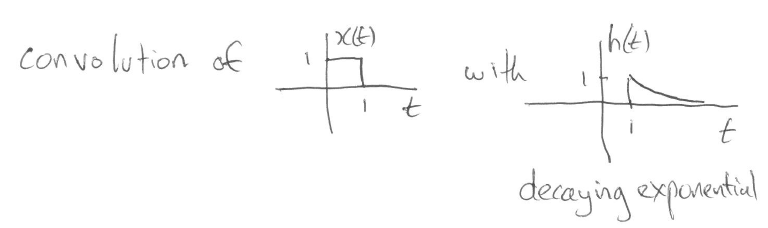 convolution of x(t) 1 1 t with h(t) 1 1 t
decaying exponential